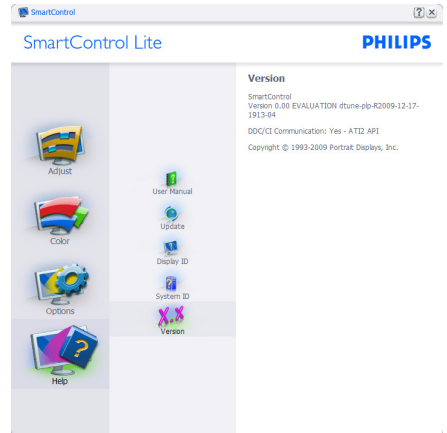 SmartControl
SmartControl Lite
PHILIPS
Adjust
Color
Options
Help
User Manual
Update
Display ID
System ID
X.X
Version
Version
SmartControl
Version 0.00 EVALUATION dtune-plp-R2009-12-17-
1913-04
DDC/CI Communication: Yes - ATI2 API
Copyright © 1993-2009 Portrait Displays, Inc.